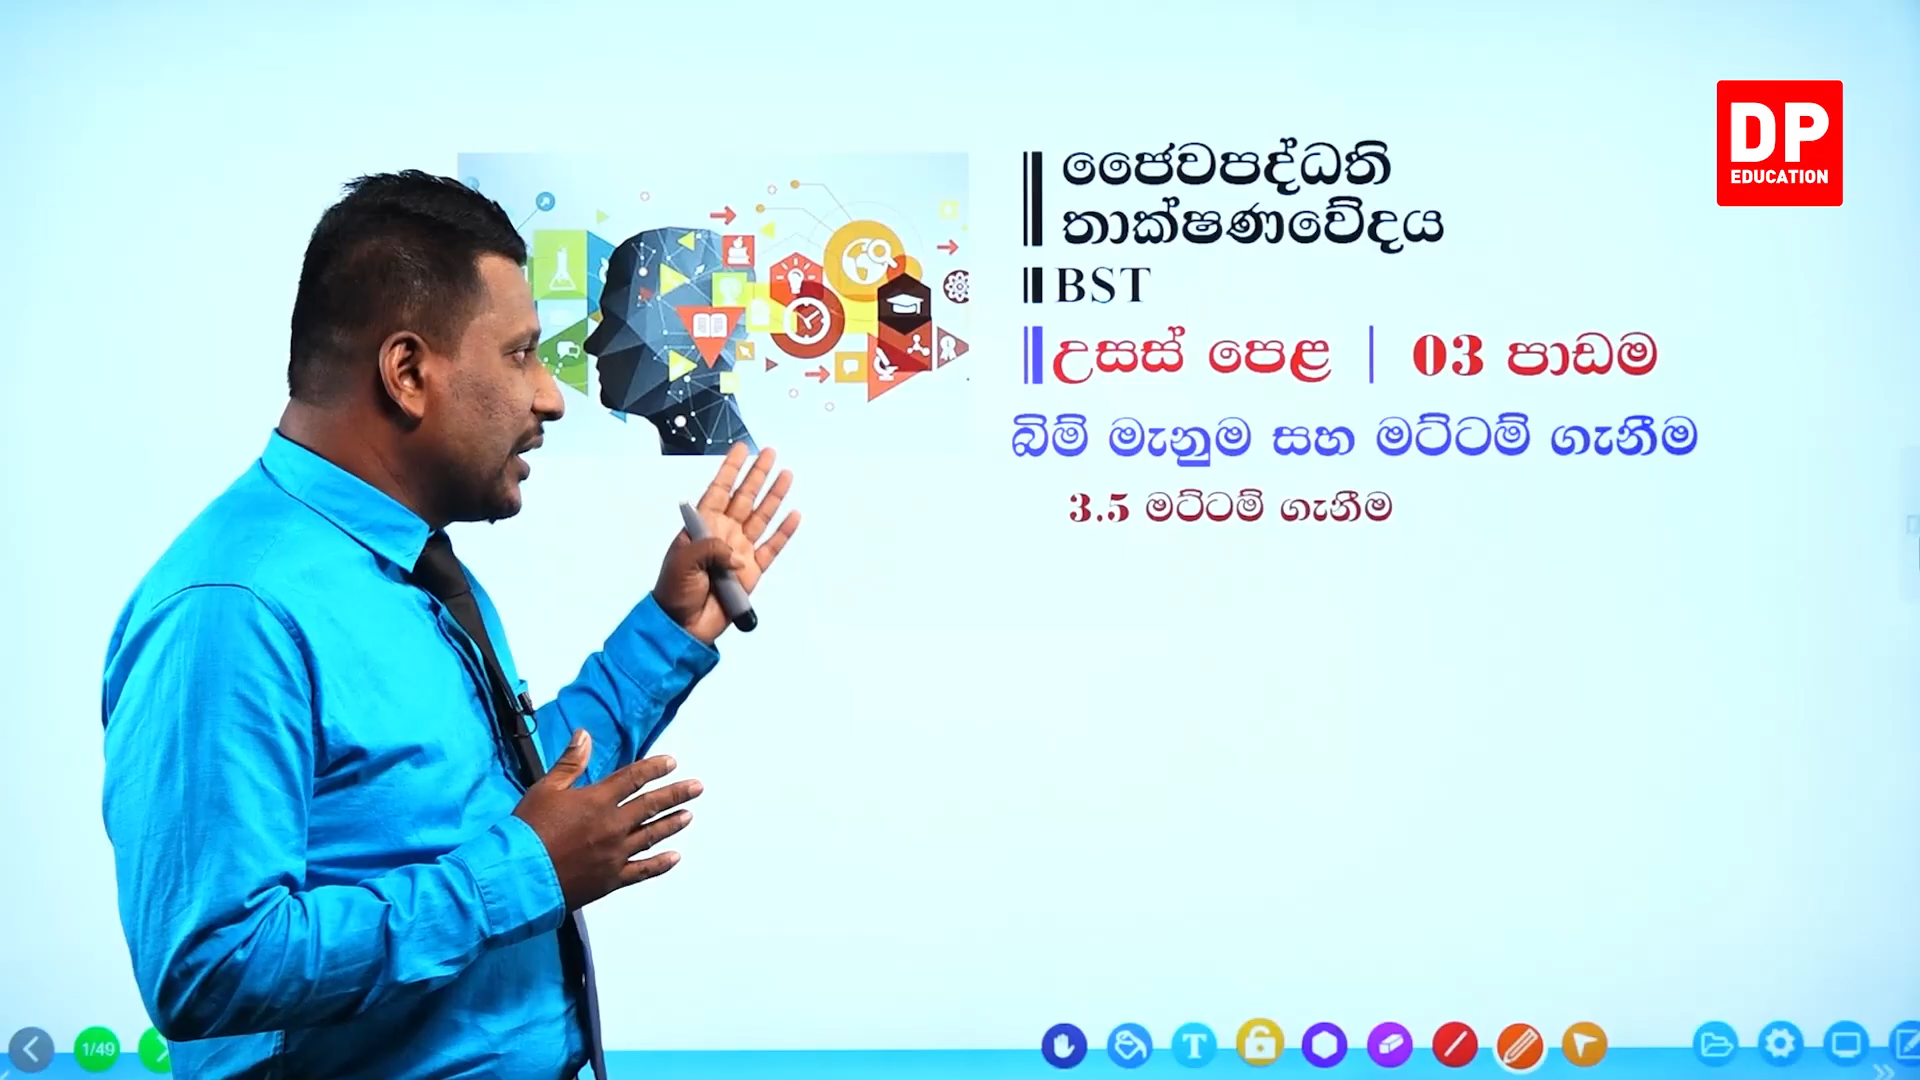 DP
EDUCATION
ජෛවපද්ධති
තාක්ෂණවේදය
BST
උසස් පෙළ | 03 පාඩම
බිම් මැනුම සහ මට්ටම් ගැනීම
3.5 මට්ටම් ගැනීම
1/49
T